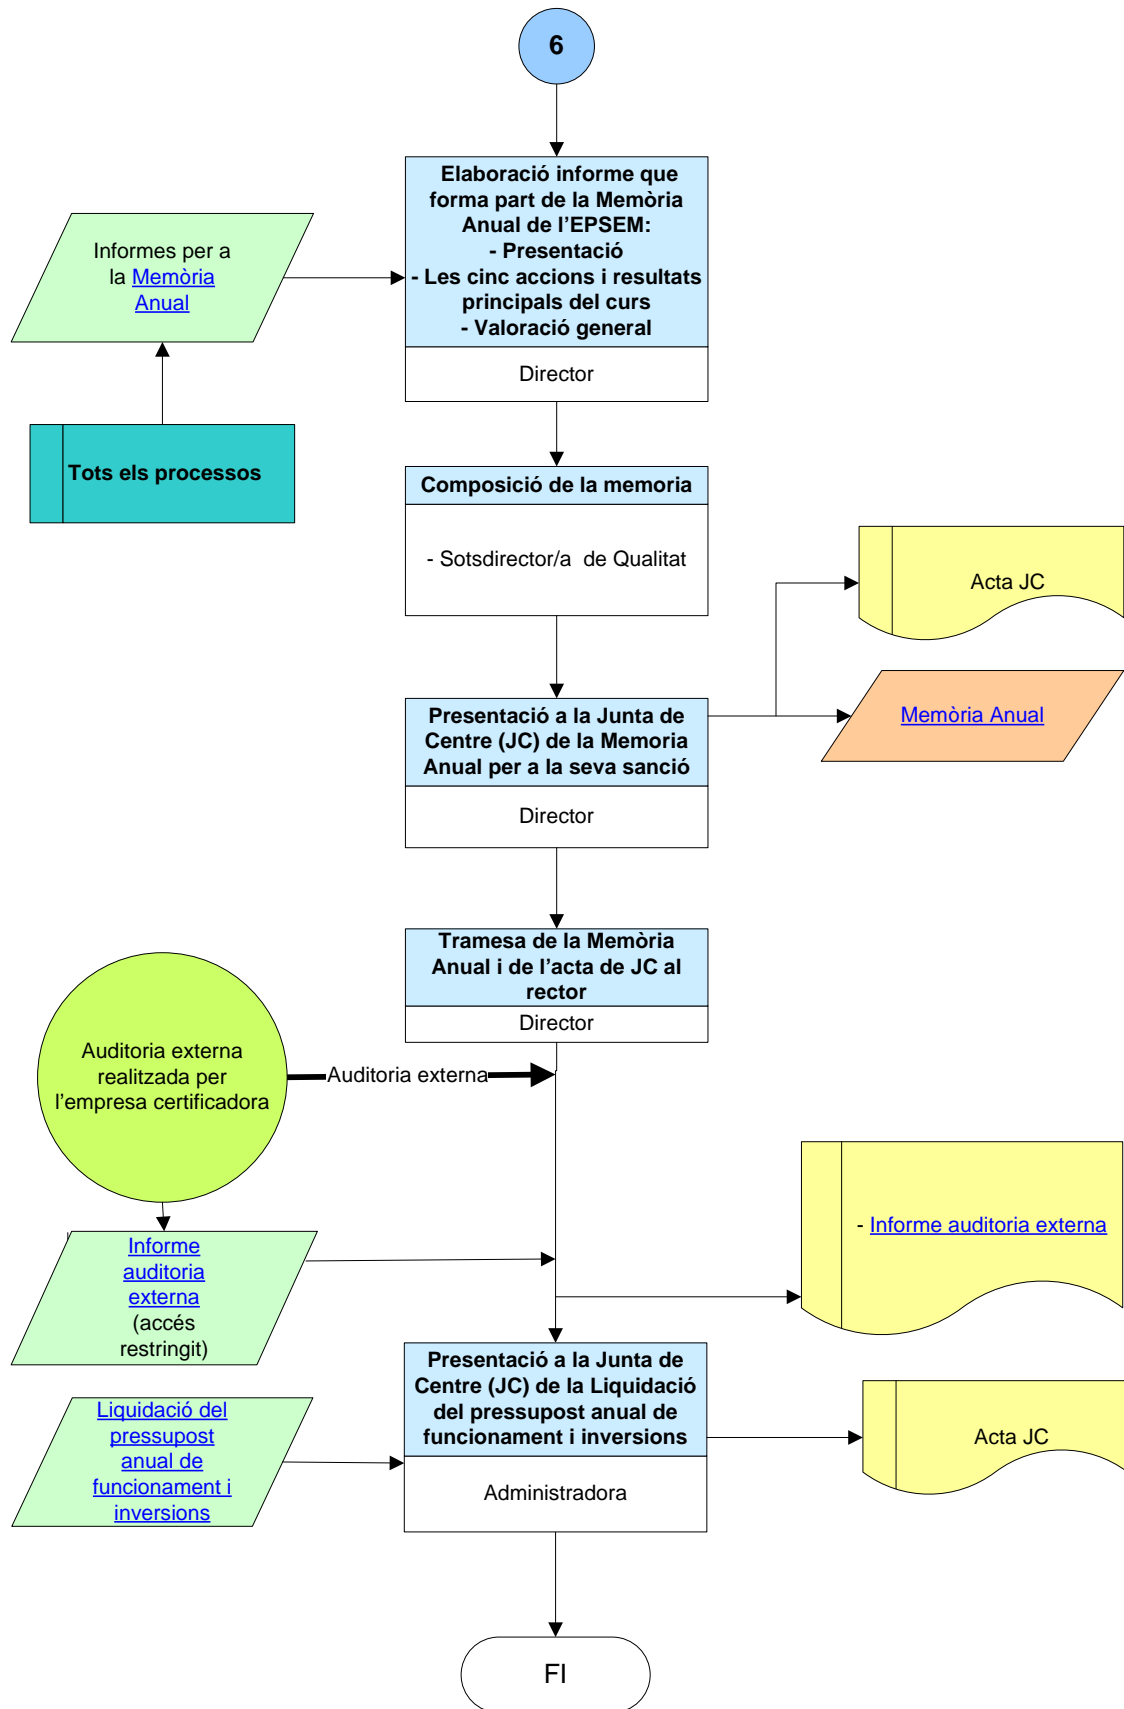 6
Elaboració informe que
forma part de la Memòria
Anual de l'EPSEM:
- Presentació
- Les cinc accions i resultats
principals del curs
- Valoració general
Director
Informes per a
la Memòria
Anual
Tots els processos
Composició de la memoria
- Sotsdirector/a de Qualitat
Acta JC
Memòria Anual
Presentació a la Junta de
Centre (JC) de la Memoria
Anual per a la seva sanció
Director
Tramesa de la Memòria
Anual i de l'acta de JC al
rector
Director
Auditoria externa
realitzada per
l'empresa certificadora
Auditoria externa
- Informe auditoria externa
Informe
auditoria
externa
(accés
restringit)
Presentació a la Junta de
Centre (JC) de la Liquidació
del pressupost anual de
funcionament i inversions
Administradora
Liquidació del
pressupost
anual de
funcionament i
inversions
Acta JC
FI